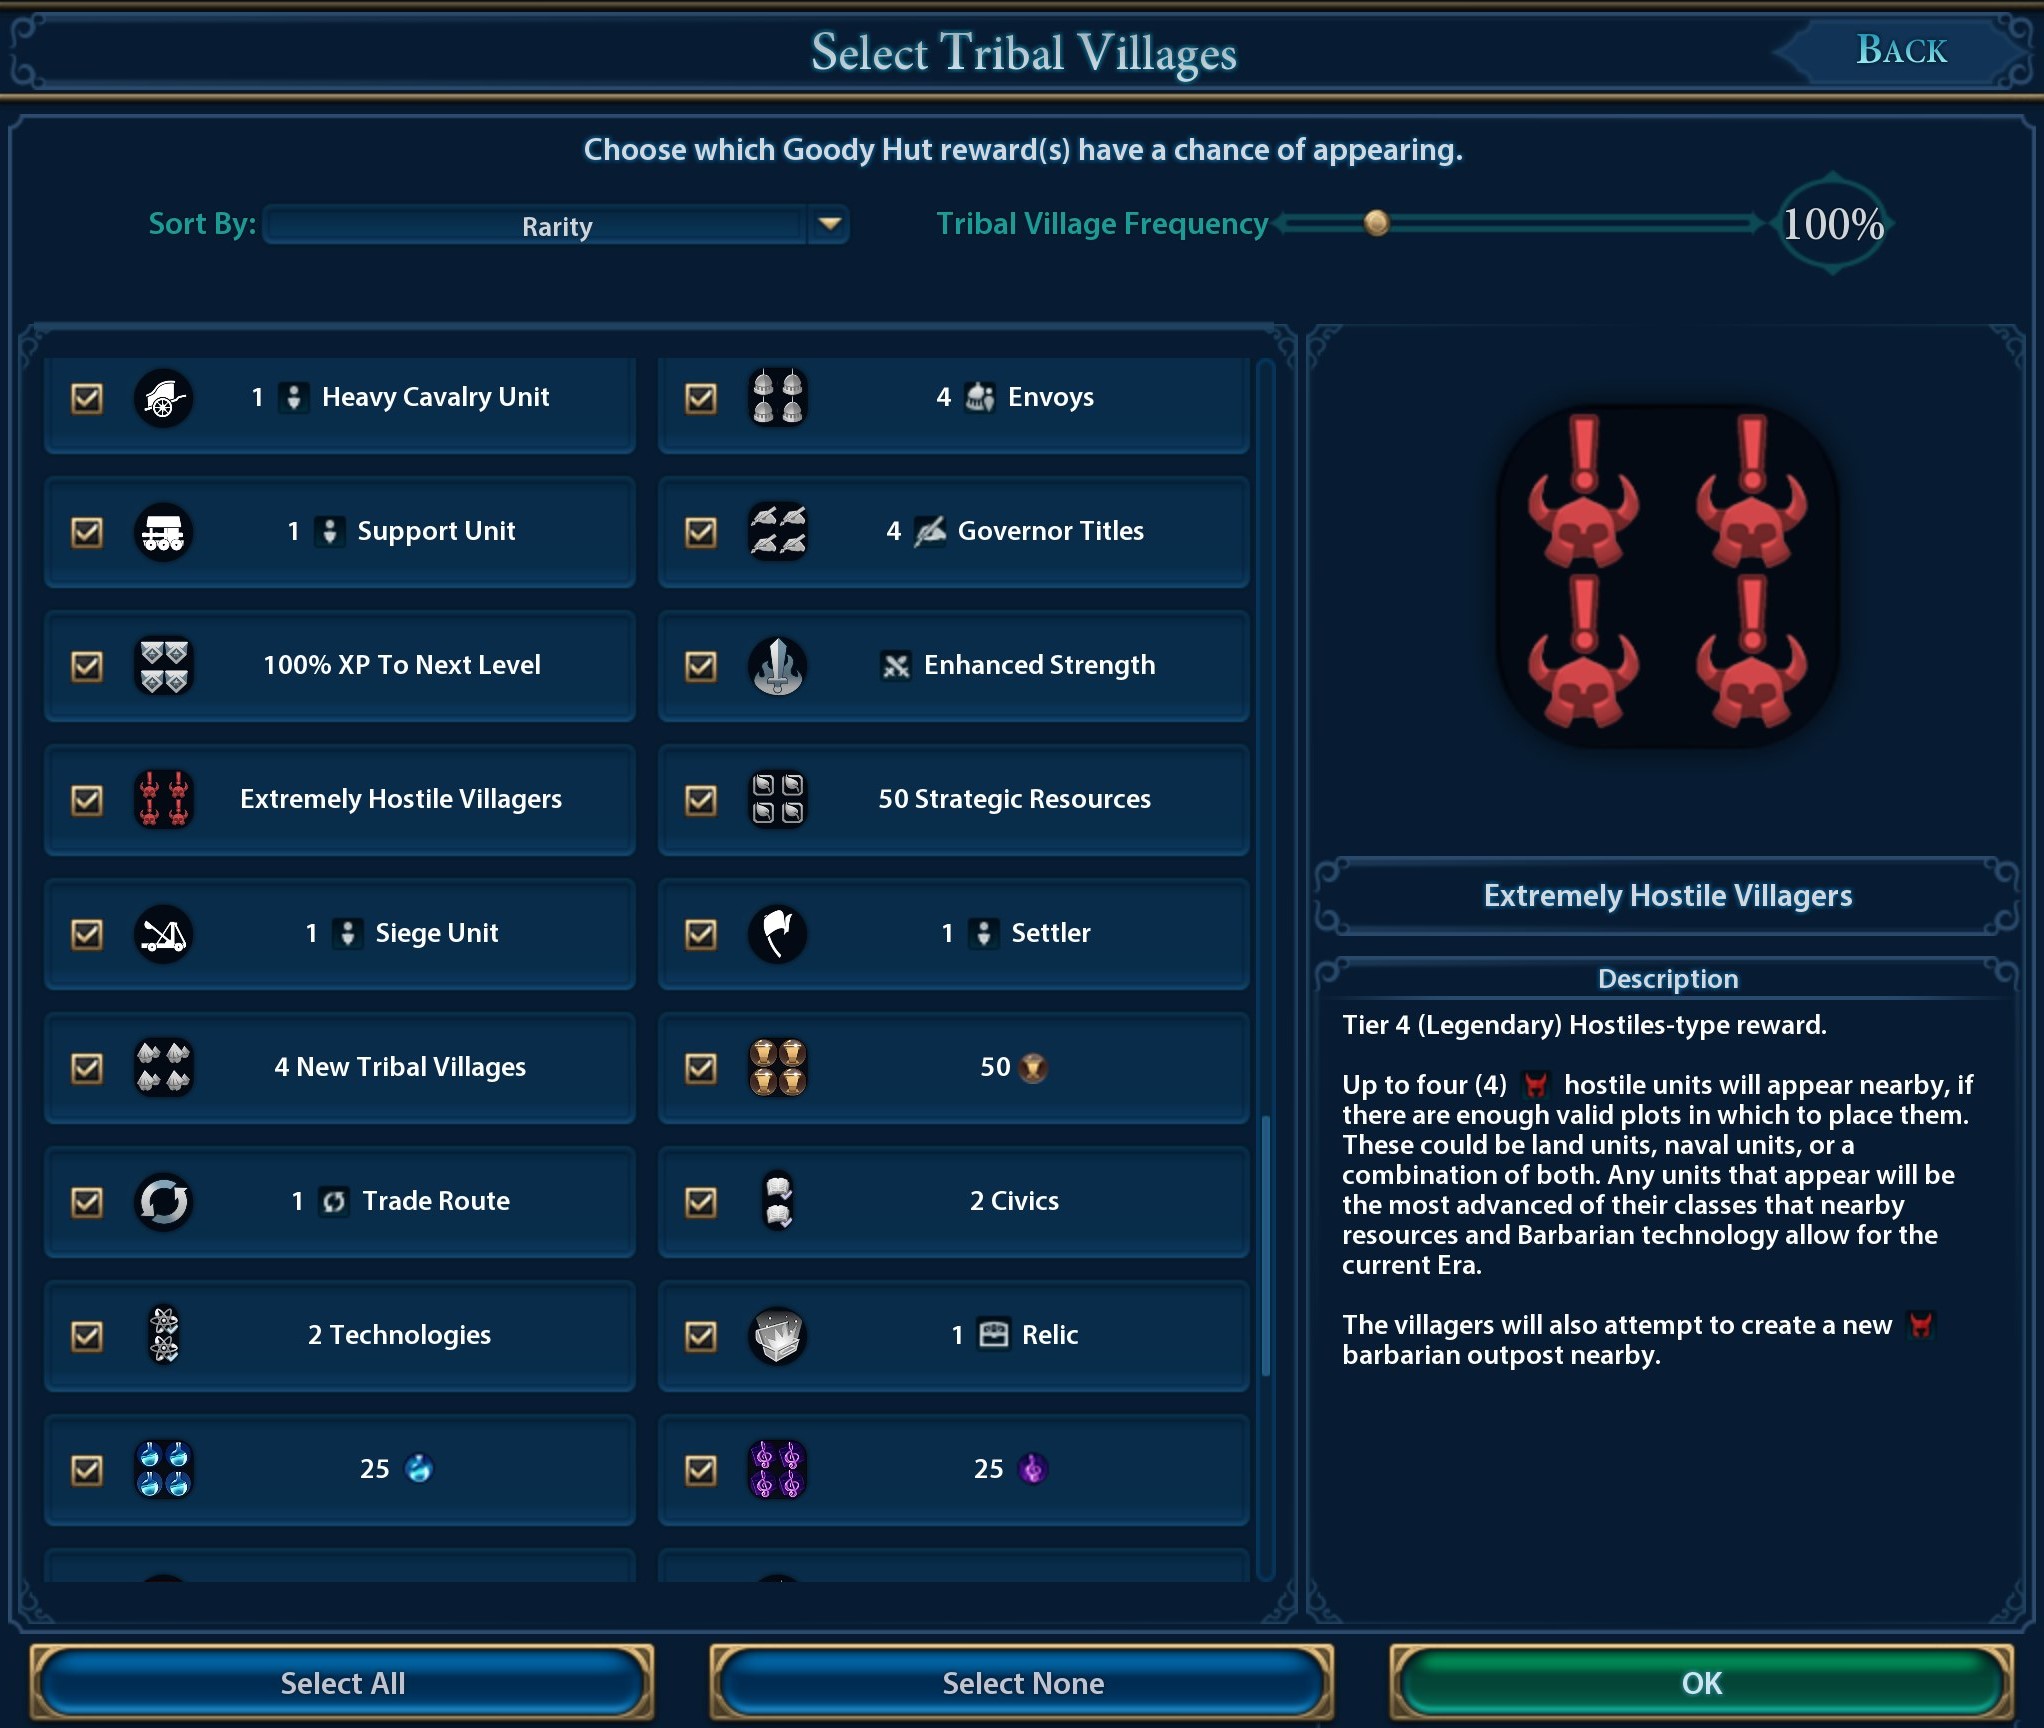 Select Tribal Villages
BACK
Choose which Goody Hut reward(s) have a chance of appearing.
Sort By:
Rarity
Tribal Village Frequency
100%
1 Heavy Cavalry Unit
4 Envoys
1 Support Unit
4 Governor Titles
100% XP To Next Level
Enhanced Strength
Extremely Hostile Villagers
50 Strategic Resources
1 Siege Unit
1 Settler
4 New Tribal Villages
50
1 Trade Route
2 Civics
2 Technologies
1 Relic
25
25
Extremely Hostile Villagers
Description
Tier 4 (Legendary) Hostiles-type reward.
Up to four (4) hostile units will appear nearby, if
there are enough valid plots in which to place them.
These could be land units, naval units, or a
combination of both. Any units that appear will be
the most advanced of their classes that nearby
resources and Barbarian technology allow for the
current Era.
The villagers will also attempt to create a new
barbarian outpost nearby.
Select All
Select None
OK